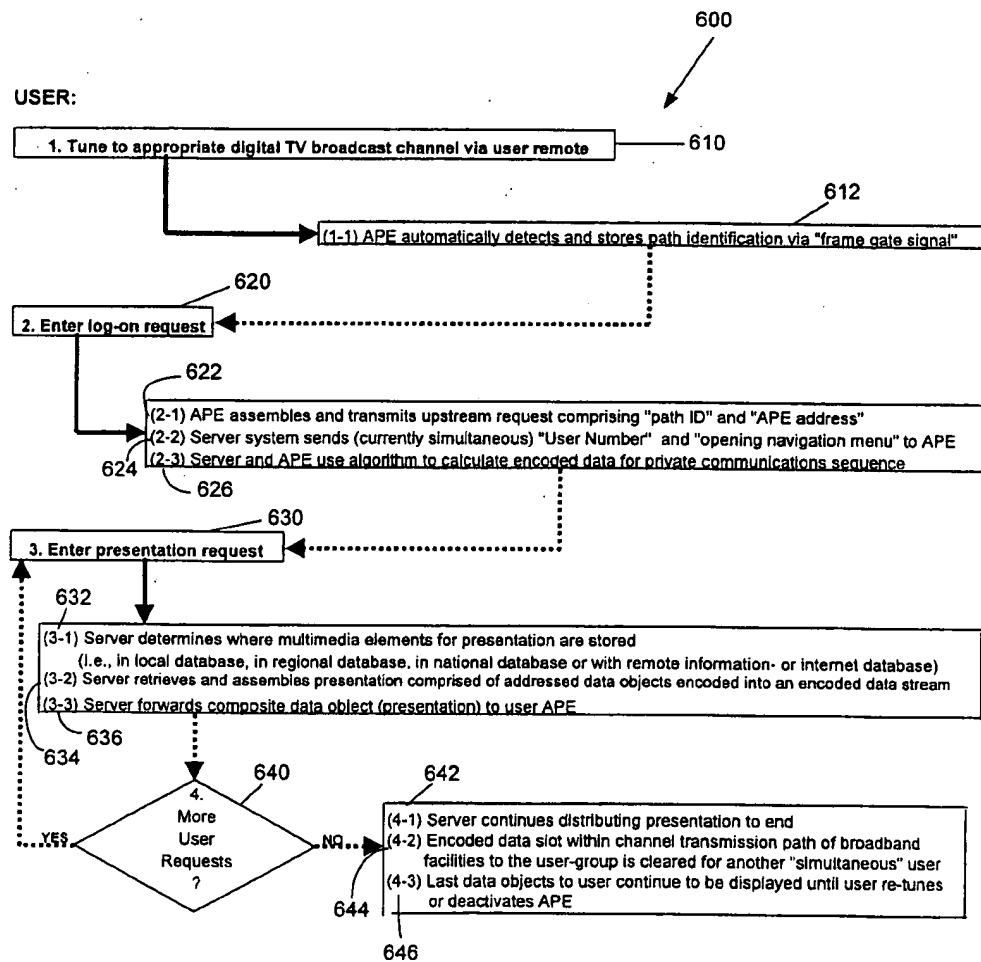 600
USER:
1. Tune to appropriate digital TV broadcast channel via user remote
610
612
(1-1) APE automatically detects and stores path identification via "frame gate signal"
620
2. Enter log-on request
622
(2-1) APE assembles and transmits upstream request comprising "path ID" and "APE address"
(2-2) Server system sends (currently simultaneous) "User Number" and "opening navigation menu" to APE
624
(2-3) Server and APE use algorithm to calculate encoded data for private communications sequence
626
630
3. Enter presentation request
632
(3-1) Server determines where multimedia elements for presentation are stored
(i.e., in local database, in regional database, in national database or with remote information- or internet database)
(3-2) Server retrieves and assembles presentation comprised of addressed data objects encoded into an encoded data stream
(3-3) Server forwards composite data object (presentation) to user APE
634
636
640
4.
More
User
Requests
?
YES
NO
642
(4-1) Server continues distributing presentation to end
(4-2) Encoded data slot within channel transmission path of broadband
facilities to the user-group is cleared for another "simultaneous" user
(4-3) Last data objects to user continue to be displayed until user re-tunes
or deactivates APE
644
646